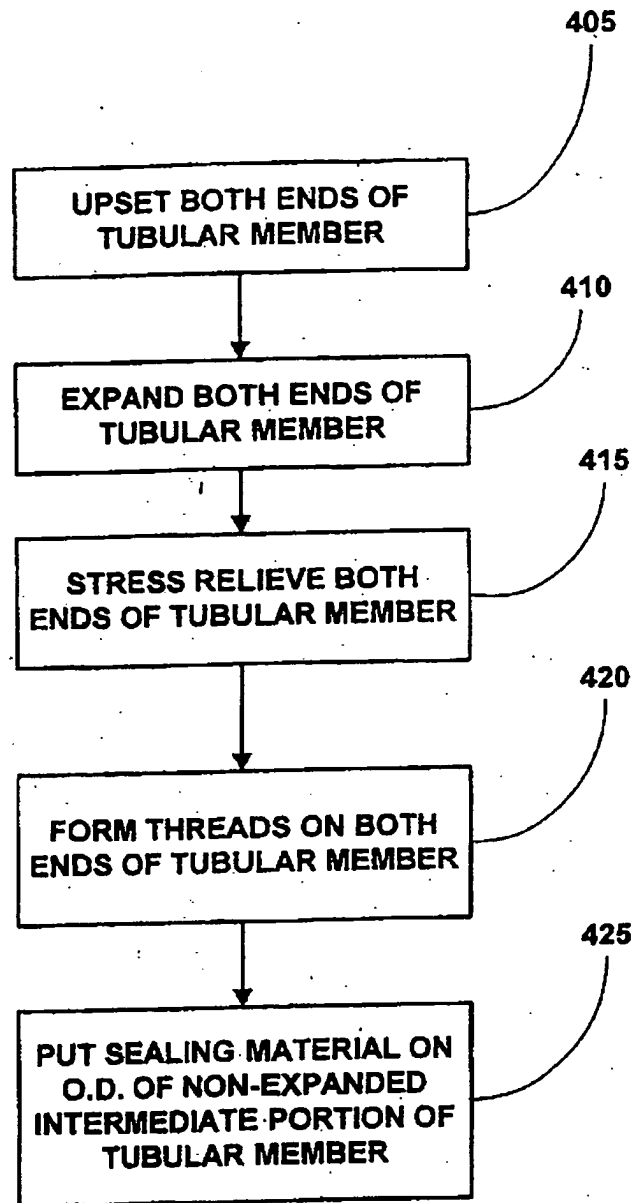 405
UPSET BOTH ENDS OF
TUBULAR MEMBER
410
EXPAND BOTH ENDS OF
TUBULAR MEMBER
415
STRESS RELIEVE BOTH
ENDS OF TUBULAR MEMBER
420
FORM THREADS ON BOTH
ENDS OF TUBULAR MEMBER
425
PUT SEALING MATERIAL ON
O.D. OF NON-EXPANDED
INTERMEDIATE PORTION OF
TUBULAR MEMBER